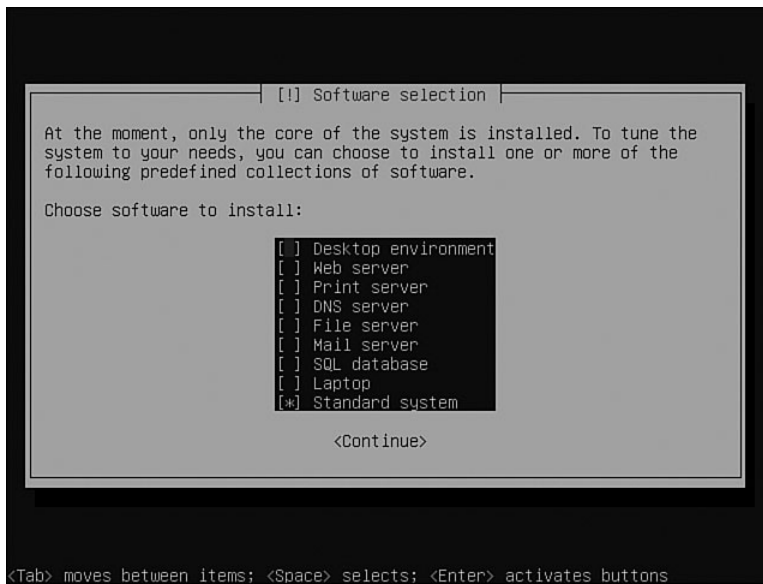 [!] Software selection
At the moment, only the core of the system is installed. To tune the
system to your needs, you can choose to install one or more of the
following predefined collections of software.
Choose software to install:
[ ] Desktop environment
[ ] Web server
[ ] Print server
[ ] DNS server
[ ] File server
[ ] Mail server
[ ] SQL database
[ ] Laptop
[*] Standard system
<Continue>
<Tab> moves between items; <Space> selects; <Enter> activates buttons